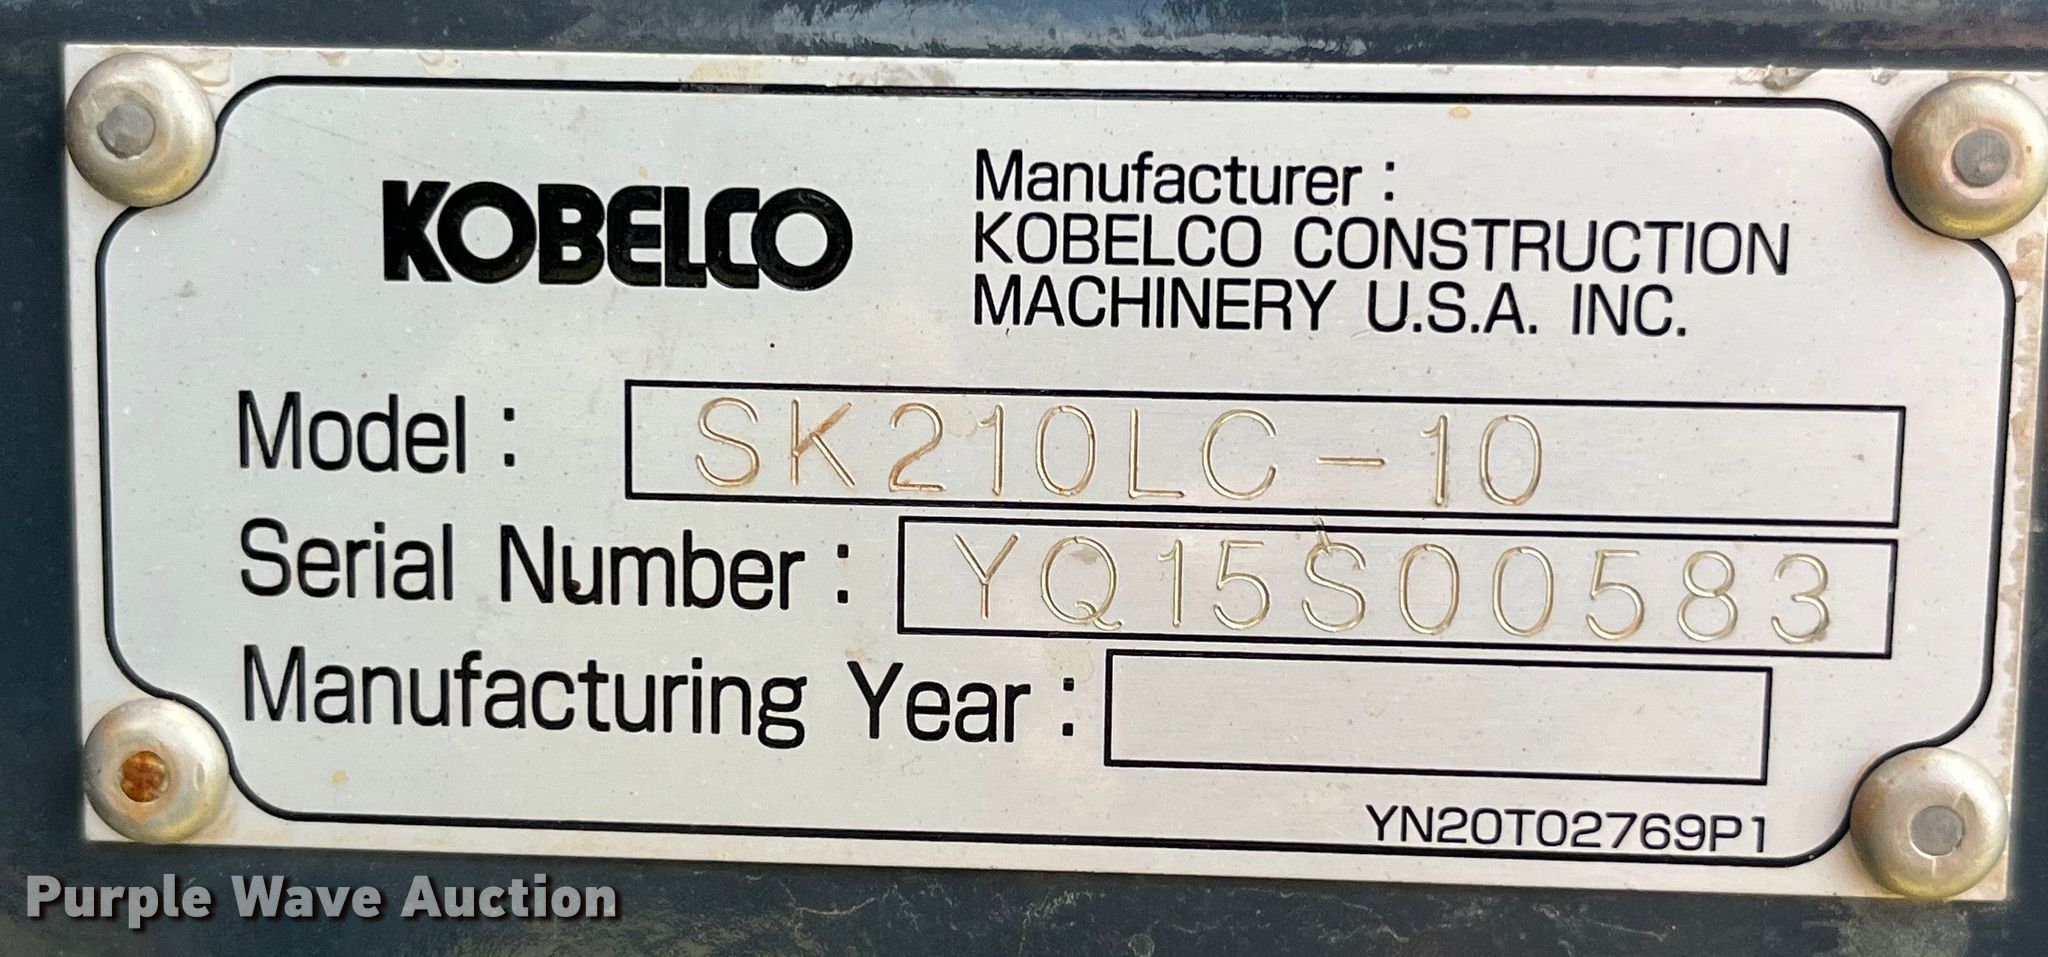 KOBELCO
Manufacturer :
KOBELCO CONSTRUCTION
MACHINERY U.S.A. INC.
Model : SK210LC-10
Serial Number : YQ15S00583
Manufacturing Year :
YN20T02769P1
Purple Wave Auction